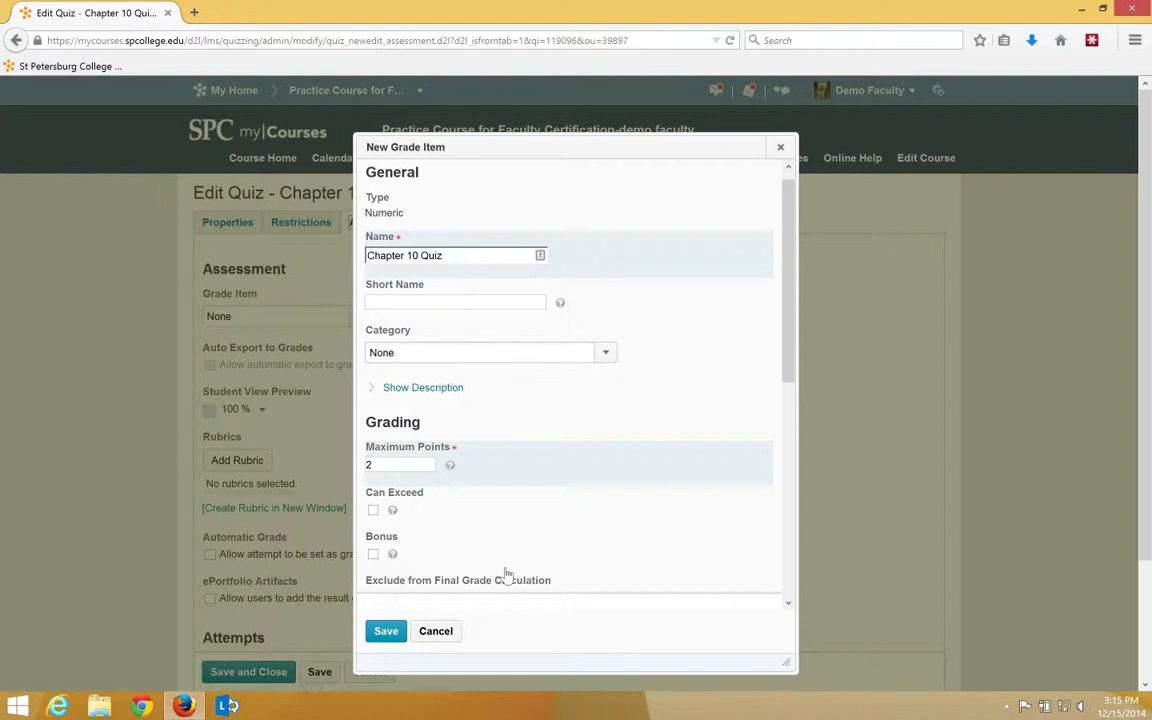 Edit Quiz - Chapter 10 Qui...
https://mycourses.spcollege.edu/d2l/lms/quizzing/admin/modify/quiz_newedit_assessment.d2l?d2l_isfromtab=1&qi=119096&ou=39897
Search
St Petersburg College ...
My Home
Practice Course for F...
Demo Faculty
SPC my|Courses
Practice Course for Faculty Certification-demo faculty
Course Home
Calenda
es
Online Help
Edit Course
Edit Quiz - Chapter 1
Properties
Restrictions
A
Assessment
Grade Item
None
Auto Export to Grades
Allow automatic export to gra
Student View Preview
100 %
Rubrics
Add Rubric
No rubrics selected.
[Create Rubric in New Window]
Automatic Grade
Allow attempt to be set as gra
ePortfolio Artifacts
Allow users to add the result
Attempts
Save and Close
Save
New Grade Item
General
Type
Numeric
Name *
Chapter 10 Quiz
Short Name
Category
None
Show Description
Grading
Maximum Points *
2
Can Exceed
Bonus
Exclude from Final Grade Calculation
Save
Cancel
3:15 PM
12/15/2014